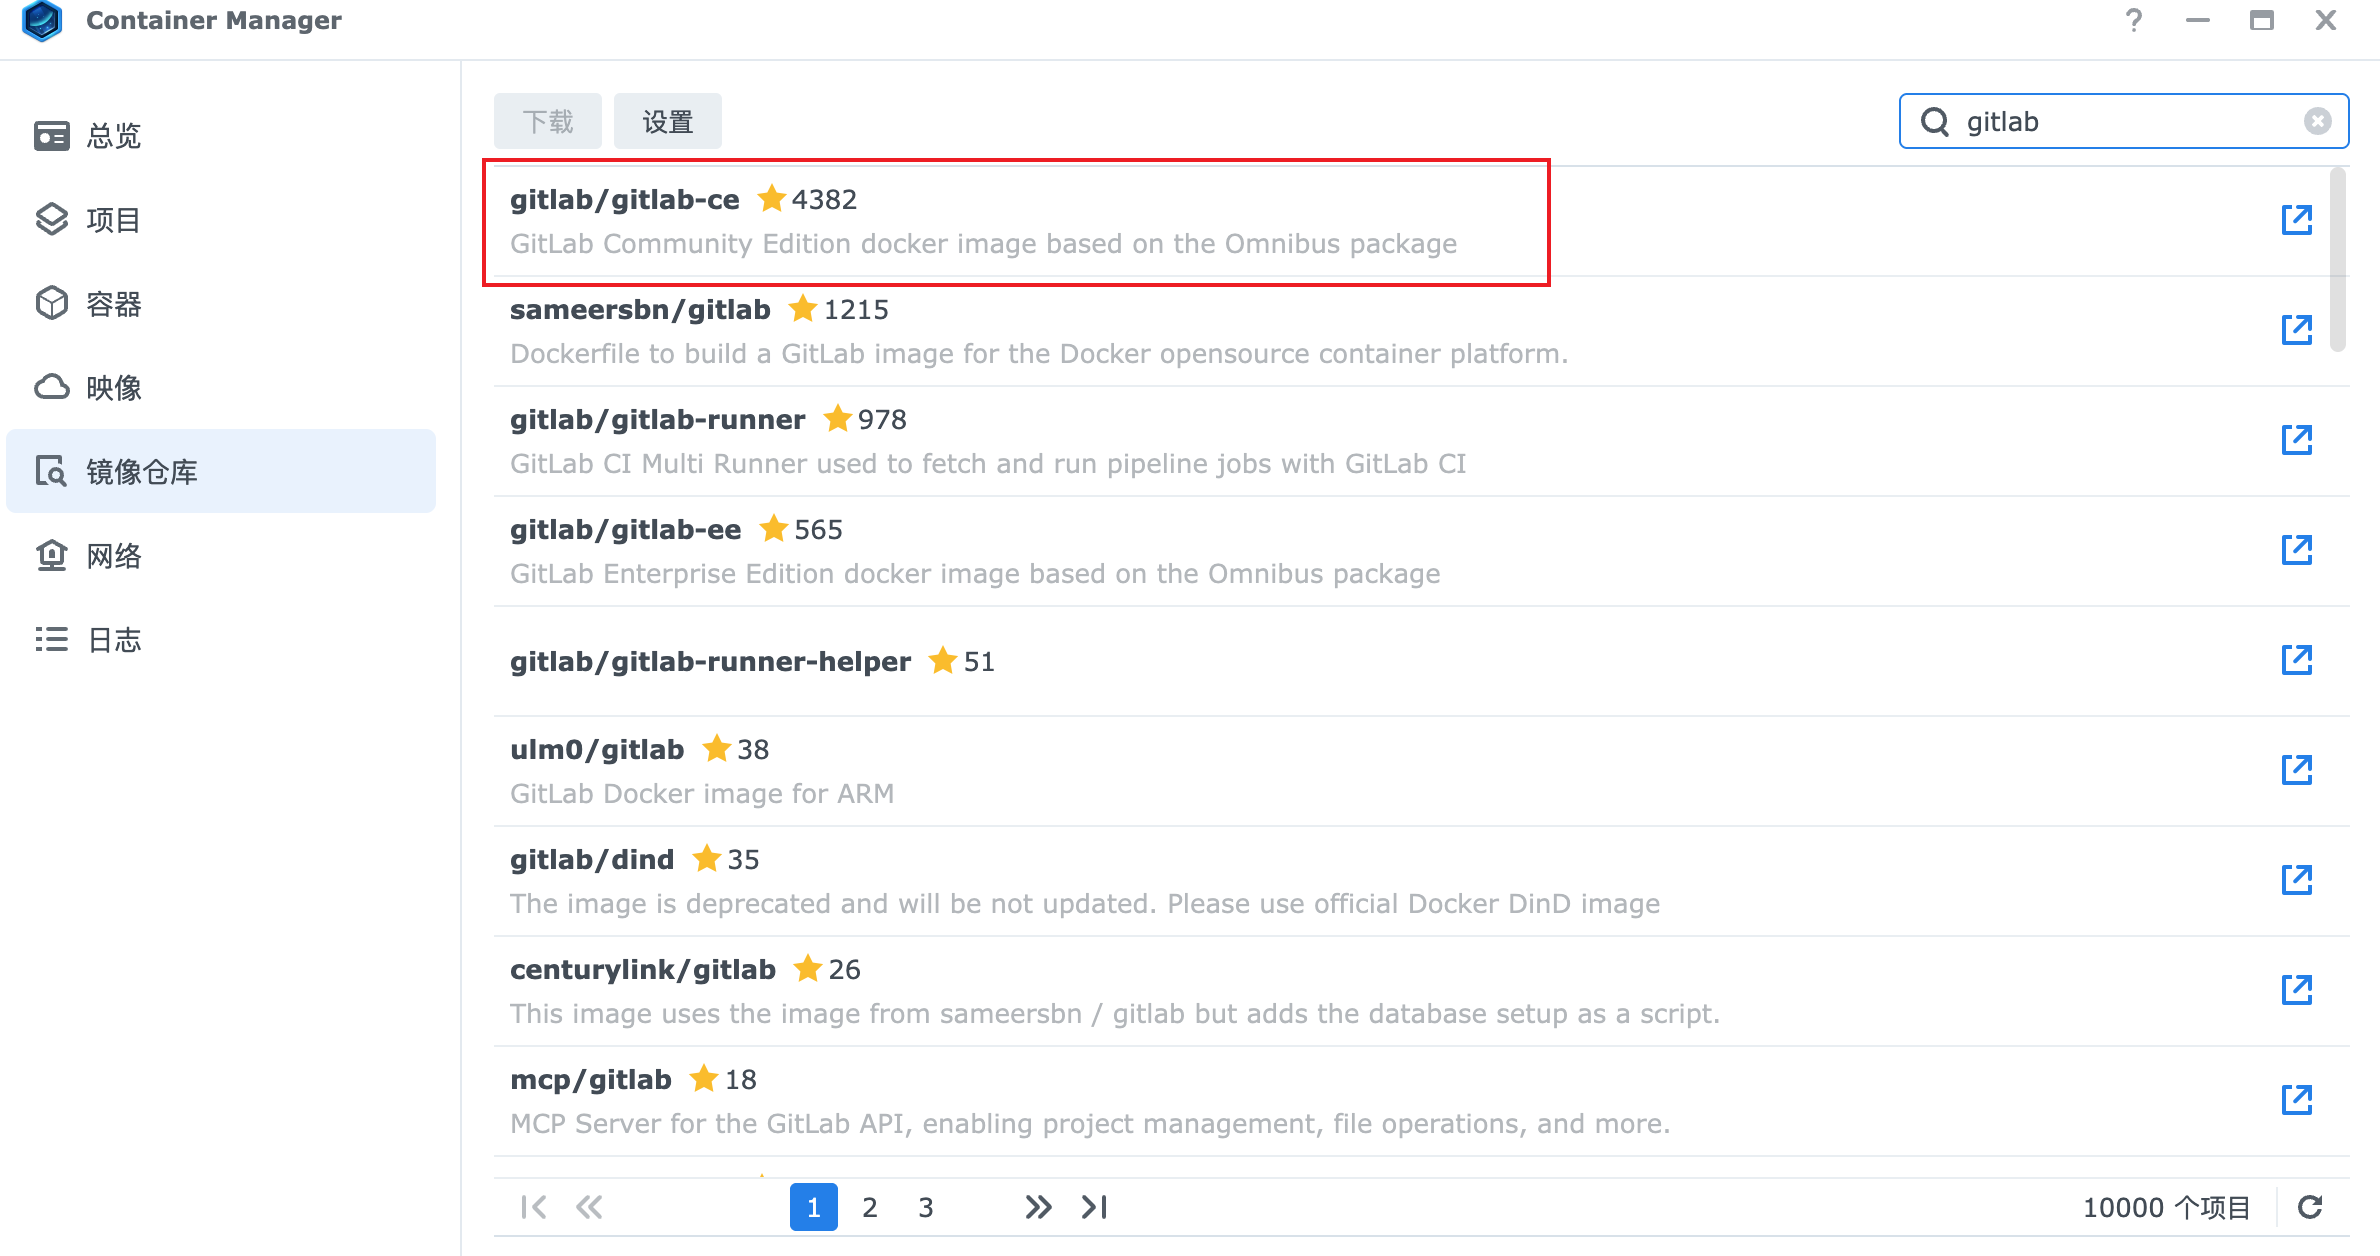 Container Manager
总览
项目
容器
映像
镜像仓库
网络
日志
下载
设置
gitlab
gitlab/gitlab-ce 4382
GitLab Community Edition docker image based on the Omnibus package
sameersbn/gitlab 1215
Dockerfile to build a GitLab image for the Docker opensource container platform.
gitlab/gitlab-runner 978
GitLab CI Multi Runner used to fetch and run pipeline jobs with GitLab CI
gitlab/gitlab-ee 565
GitLab Enterprise Edition docker image based on the Omnibus package
gitlab/gitlab-runner-helper 51
ulm0/gitlab 38
GitLab Docker image for ARM
gitlab/dind 35
The image is deprecated and will be not updated. Please use official Docker DinD image
centurylink/gitlab 26
This image uses the image from sameersbn / gitlab but adds the database setup as a script.
mcp/gitlab 18
MCP Server for the GitLab API, enabling project management, file operations, and more.
1 2 3
10000 个项目